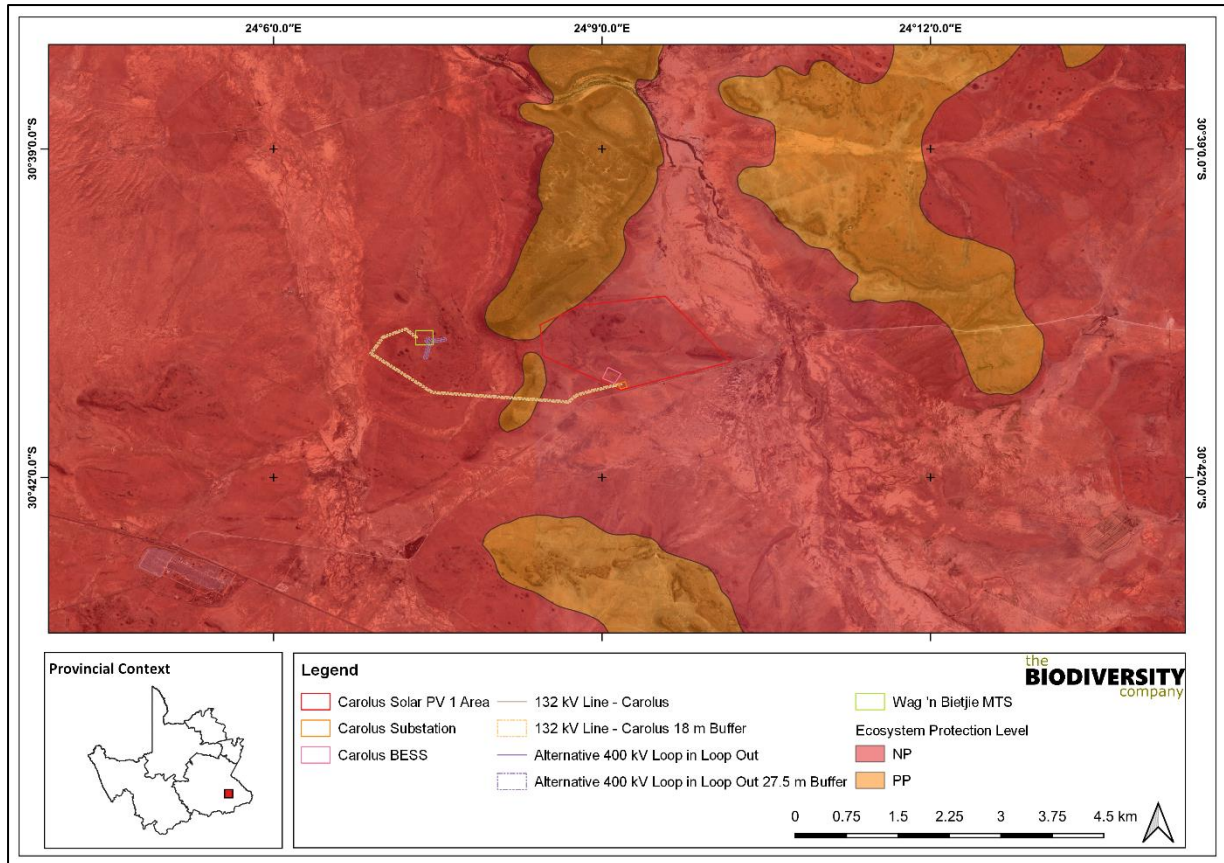 24°6'0.0"E 24°9'0.0"E 24°12'0.0"E
30°39'0.0"S 30°39'0.0"S
30°42'0.0"S 30°42'0.0"S
Provincial Context
Legend
Carolus Solar PV 1 Area
Carolus Substation
Carolus BESS
132 kV Line - Carolus
132 kV Line - Carolus 18 m Buffer
Alternative 400 kV Loop in Loop Out
Alternative 400 kV Loop in Loop Out 27.5 m Buffer
the
BIODIVERSITY
company
Wag 'n Bietjie MTS
Ecosystem Protection Level
NP
PP
0 0.75 1.5 2.25 3 3.75 4.5 km